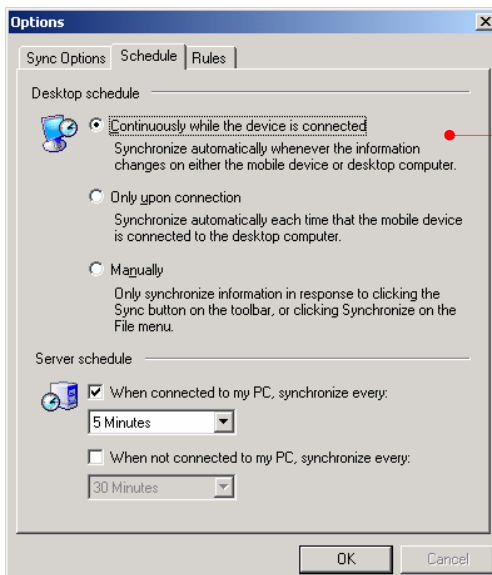 Options
Sync Options Schedule Rules
Desktop schedule
Continuously while the device is connected
Synchronize automatically whenever the information
changes on either the mobile device or desktop computer.
Only upon connection
Synchronize automatically each time that the mobile device
is connected to the desktop computer.
Manually
Only synchronize information in response to clicking the
Sync button on the toolbar, or clicking Synchronize on the
File menu.
Server schedule
When connected to my PC, synchronize every:
5 Minutes
When not connected to my PC, synchronize every:
30 Minutes
OK Cancel